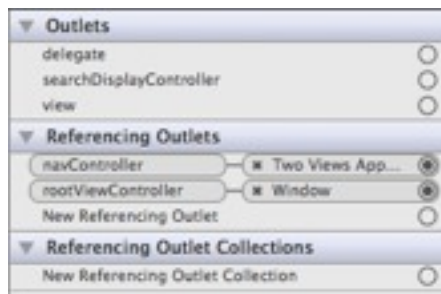 Outlets
delegate
searchDisplayController
view
Referencing Outlets
navController Two Views App...
rootViewController Window
New Referencing Outlet
Referencing Outlet Collections
New Referencing Outlet Collection